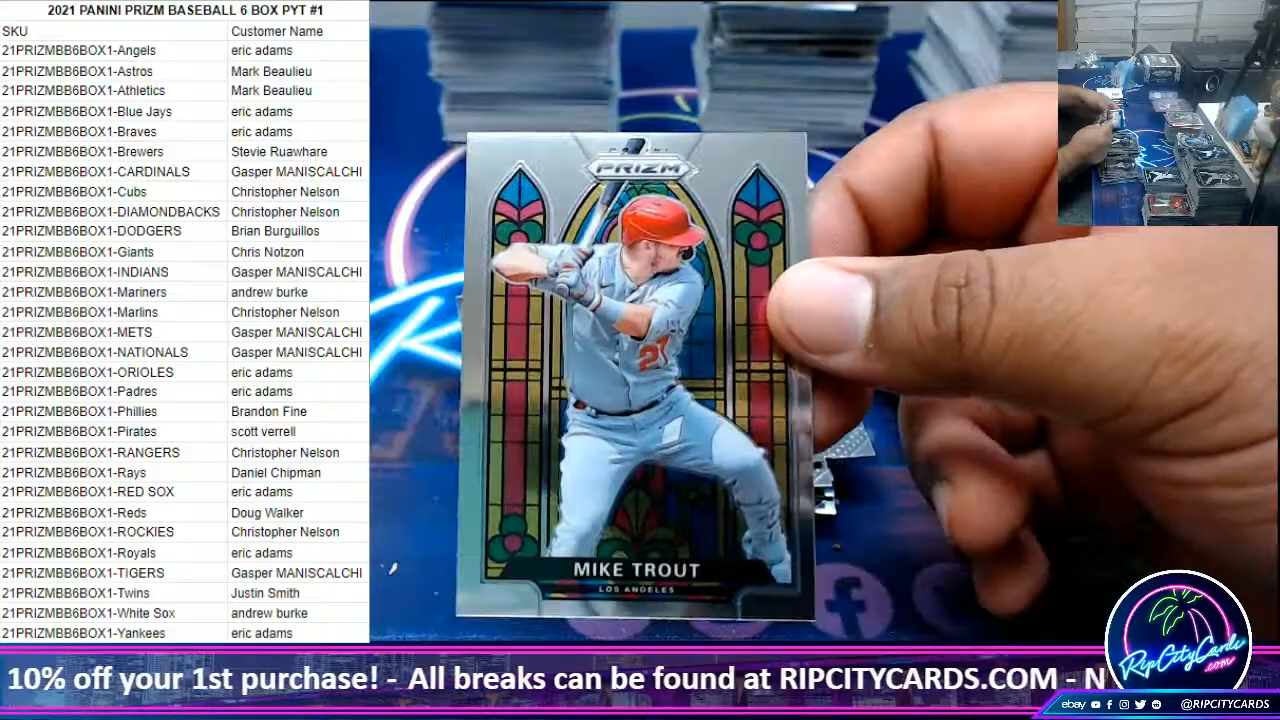 2021 PANINI PRIZM BASEBALL 6 BOX PYT #1
SKU Customer Name
21PRIZMBB6BOX1-Angels eric adams
21PRIZMBB6BOX1-Astros Mark Beaulieu
21PRIZMBB6BOX1-Athletics Mark Beaulieu
21PRIZMBB6BOX1-Blue Jays eric adams
21PRIZMBB6BOX1-Braves eric adams
21PRIZMBB6BOX1-Brewers Stevie Ruawhare
21PRIZMBB6BOX1-CARDINALS Gasper MANISCALCHI
21PRIZMBB6BOX1-Cubs Christopher Nelson
21PRIZMBB6BOX1-DIAMONDBACKS Christopher Nelson
21PRIZMBB6BOX1-DODGERS Brian Burguillos
21PRIZMBB6BOX1-Giants Chris Notzon
21PRIZMBB6BOX1-INDIANS Gasper MANISCALCHI
21PRIZMBB6BOX1-Mariners andrew burke
21PRIZMBB6BOX1-Marlins Christopher Nelson
21PRIZMBB6BOX1-METS Gasper MANISCALCHI
21PRIZMBB6BOX1-NATIONALS Gasper MANISCALCHI
21PRIZMBB6BOX1-ORIOLES eric adams
21PRIZMBB6BOX1-Padres eric adams
21PRIZMBB6BOX1-Phillies Brandon Fine
21PRIZMBB6BOX1-Pirates scott verrell
21PRIZMBB6BOX1-RANGERS Christopher Nelson
21PRIZMBB6BOX1-Rays Daniel Chipman
21PRIZMBB6BOX1-RED SOX eric adams
21PRIZMBB6BOX1-Reds Doug Walker
21PRIZMBB6BOX1-ROCKIES Christopher Nelson
21PRIZMBB6BOX1-Royals eric adams
21PRIZMBB6BOX1-TIGERS Gasper MANISCALCHI
21PRIZMBB6BOX1-Twins Justin Smith
21PRIZMBB6BOX1-White Sox andrew burke
21PRIZMBB6BOX1-Yankees eric adams
PRIZM
27
MIKE TROUT
LOS ANGELES
10% off your 1st purchase! - All breaks can be found at RIPCITYCARDS.COM - N
RipCityCards
.com
ebay @RIPCITYCARDS